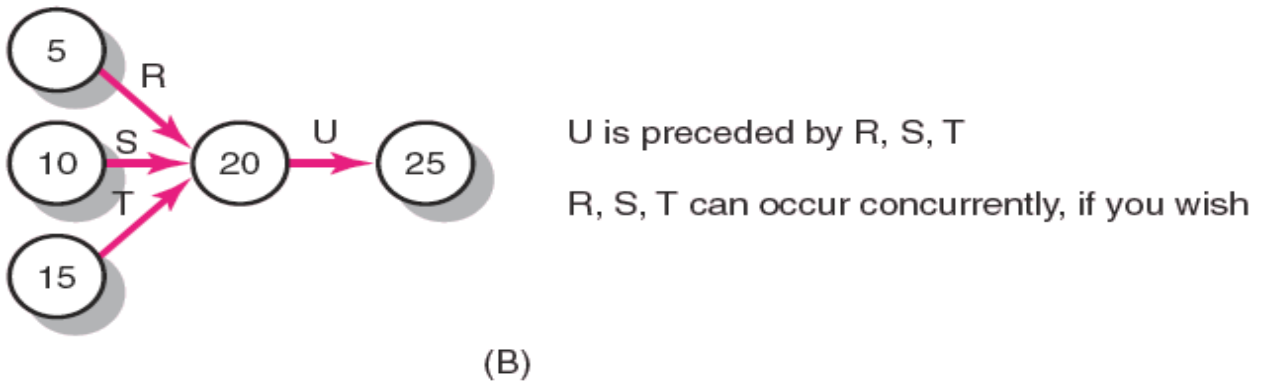 5
R
U
U is preceded by R, S, T
10
S
20
25
T
R, S, T can occur concurrently, if you wish
15
(B)